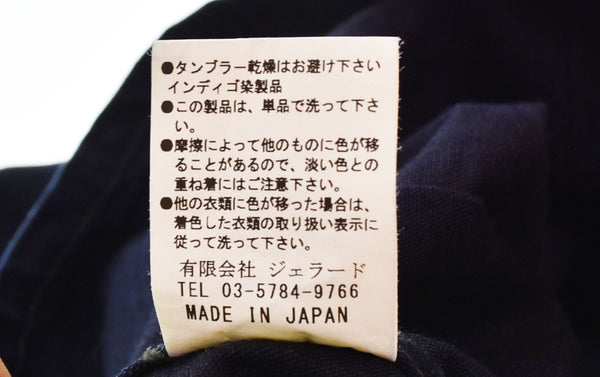 ●タンブラー乾燥はお避け下さい
インディゴ染製品
●この製品は、単品で洗って下さ
い。
●摩擦によって他のものに色が移
ることがあるので、淡い色との
重ね着にはご注意下さい。
●他の衣類に色が移った場合は、
着色した衣類の取り扱い表示に
従って洗って下さい。
有限会社 ジェラード
TEL 03-5784-9766
MADE IN JAPAN